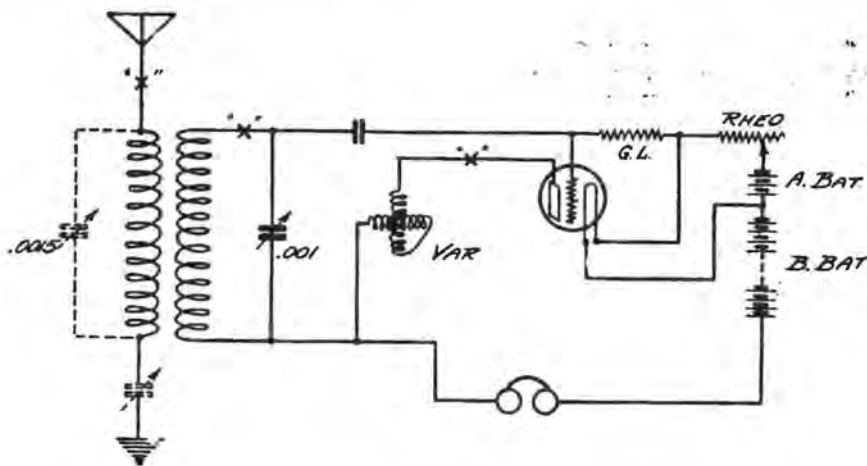 "x"
"x"
RHEO
G.L.
"x"
A. BAT.
.0015
.001
VAR
B. BAT